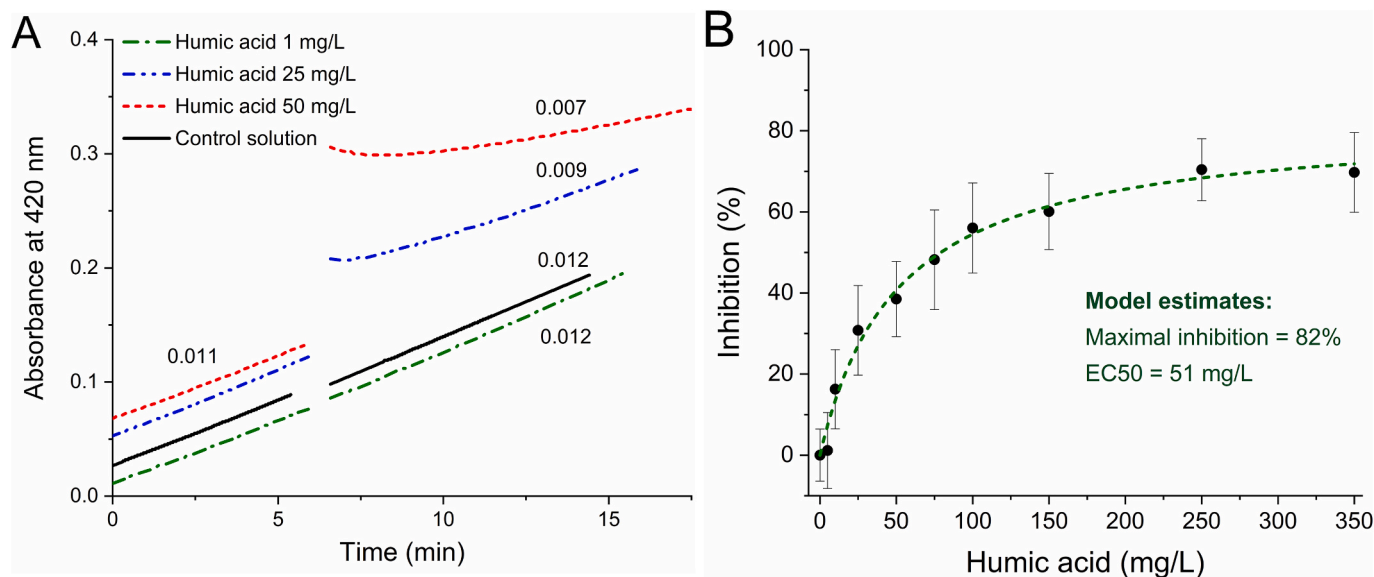 A
Humic acid 1 mg/L
Humic acid 25 mg/L
Humic acid 50 mg/L
Control solution
0.007
0.009
0.012
0.012
0.011
0.4
0.3
0.2
0.1
0.0
Absorbance at 420 nm
0
5
10
15
Time (min)
B
100
80
60
40
20
0
Inhibition (%)
Model estimates:
Maximal inhibition = 82%
EC50 = 51 mg/L
0
50
100
150
200
250
300
350
Humic acid (mg/L)